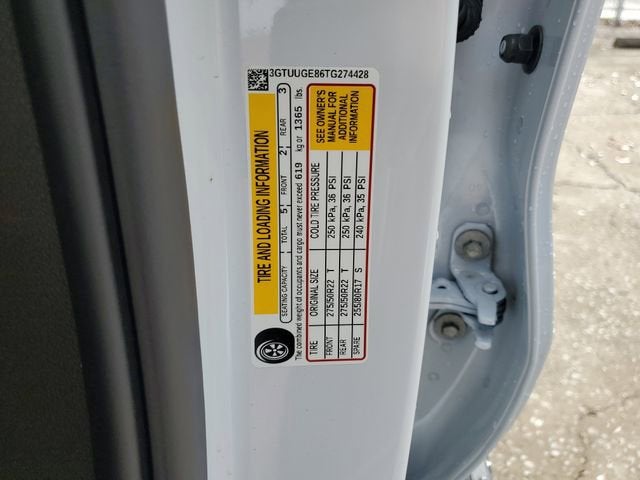 3GTUUGE86TG274428
TIRE AND LOADING INFORMATION
SEATING CAPACITY TOTAL 5 FRONT 2 REAR 3
The combined weight of occupants and cargo must never exceed 619 kg or 1365 lbs.
TIRE ORIGINAL SIZE COLD TIRE PRESSURE
FRONT 275/50R22 T 250 kPa, 36 PSI
REAR 275/50R22 T 250 kPa, 36 PSI
SPARE 255/80R17 S 240 kPa, 35 PSI
SEE OWNER'S
MANUAL FOR
ADDITIONAL
INFORMATION